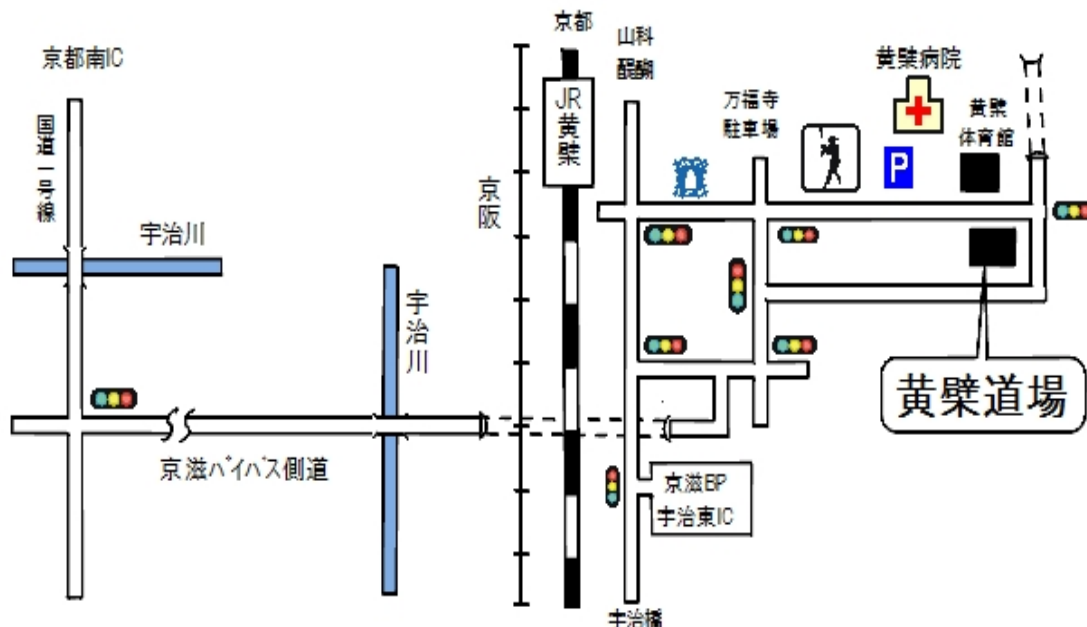 京都
山科
醍醐
京都南IC
黄檗病院
JR
黄檗
万福寺
駐車場
黄檗
体育館
国道一号線
P
京阪
宇治川
宇治川
黄檗道場
京滋バイパス側道
京滋BP
宇治東IC
宇治橋